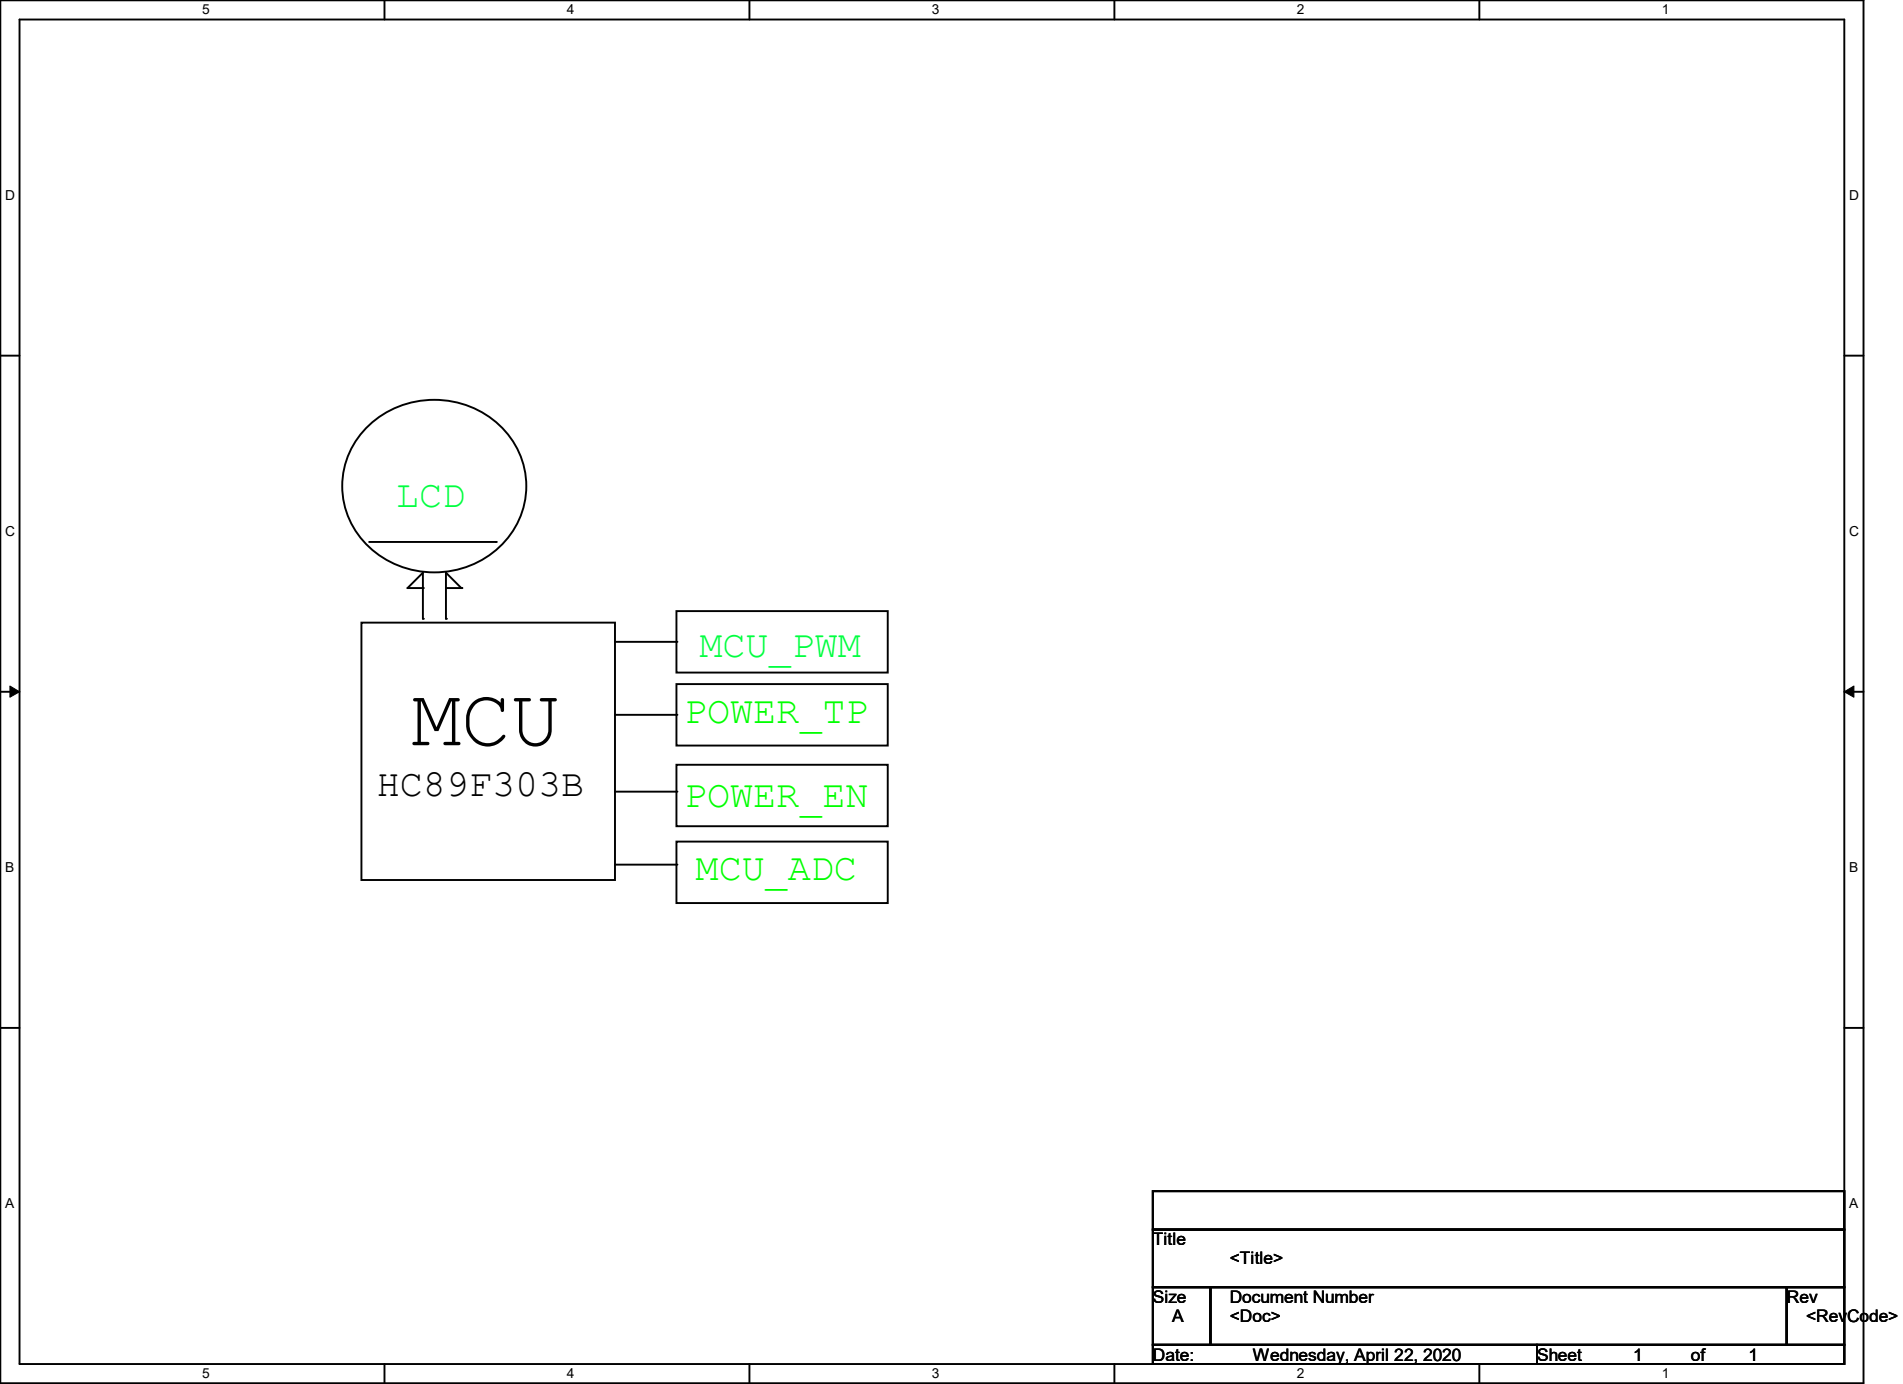 5 4 3 2 1
D D
LCD
C C
MCU_PWM
MCU
POWER_TP
HC89F303B
POWER_EN
B B
MCU_ADC
A A
Title
<Title>
Size Document Number Rev
A <Doc> <RevCode>
Date: Wednesday, April 22, 2020 Sheet 1 of 1
5 4 3 2 1